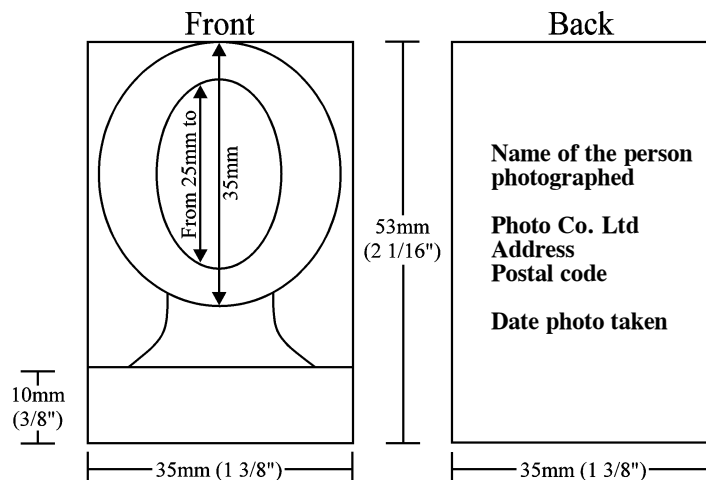 Front
Back
From 25mm to
35mm
Name of the person
photographed
Photo Co. Ltd
Address
Postal code
Date photo taken
53mm
(2 1/16")
10mm
(3/8")
35mm (1 3/8")
35mm (1 3/8")